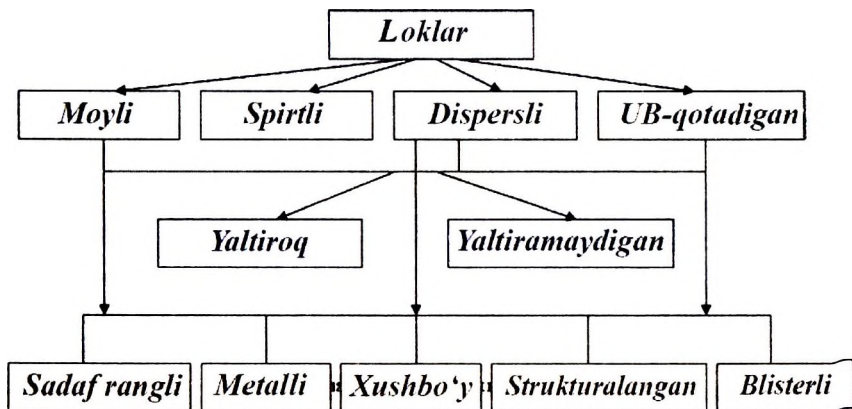 Loklar
Moyli Spirtli Dispersli UB-qotadigan
Yaltiroq Yaltiramaydigan
Sadaf rangli Metalli Xushbo‘y Strukturalangan Blisterli